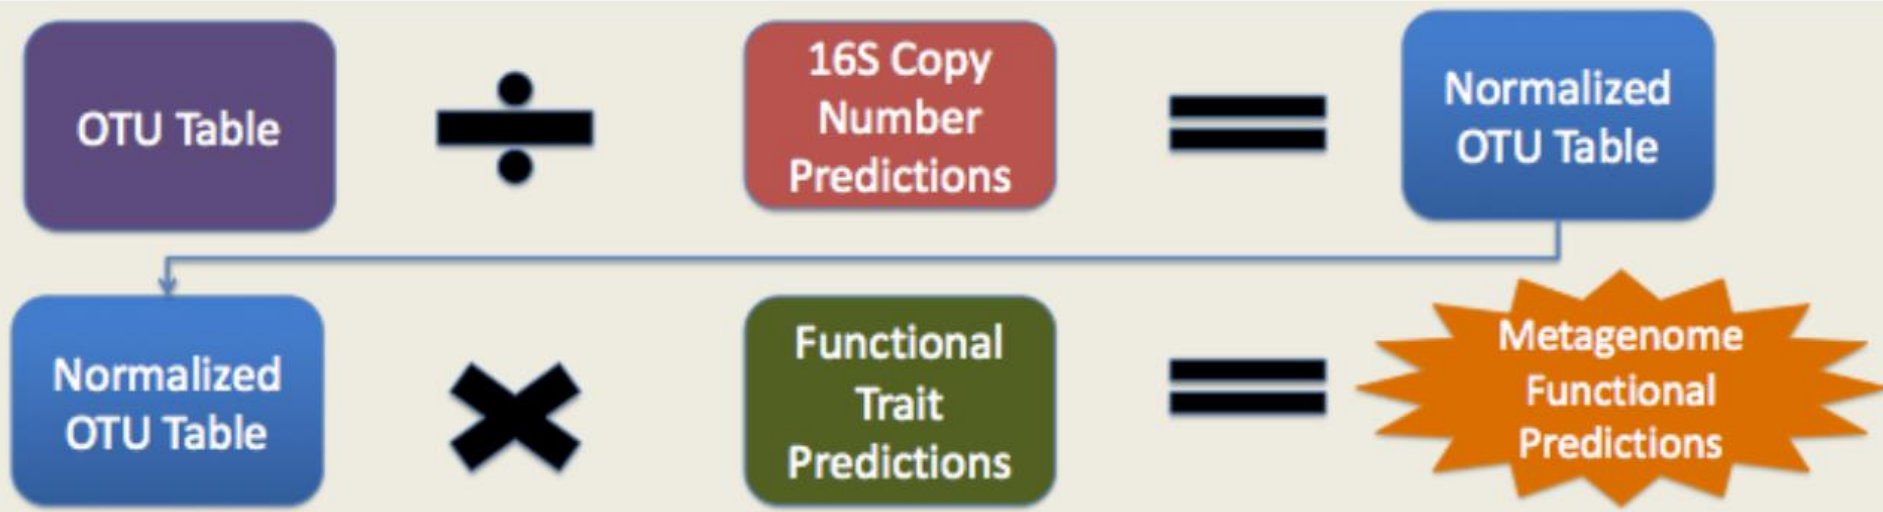 OTU Table
16S Copy
Number
Predictions
Normalized
OTU Table
Normalized
OTU Table
Functional
Trait
Predictions
Metagenome
Functional
Predictions